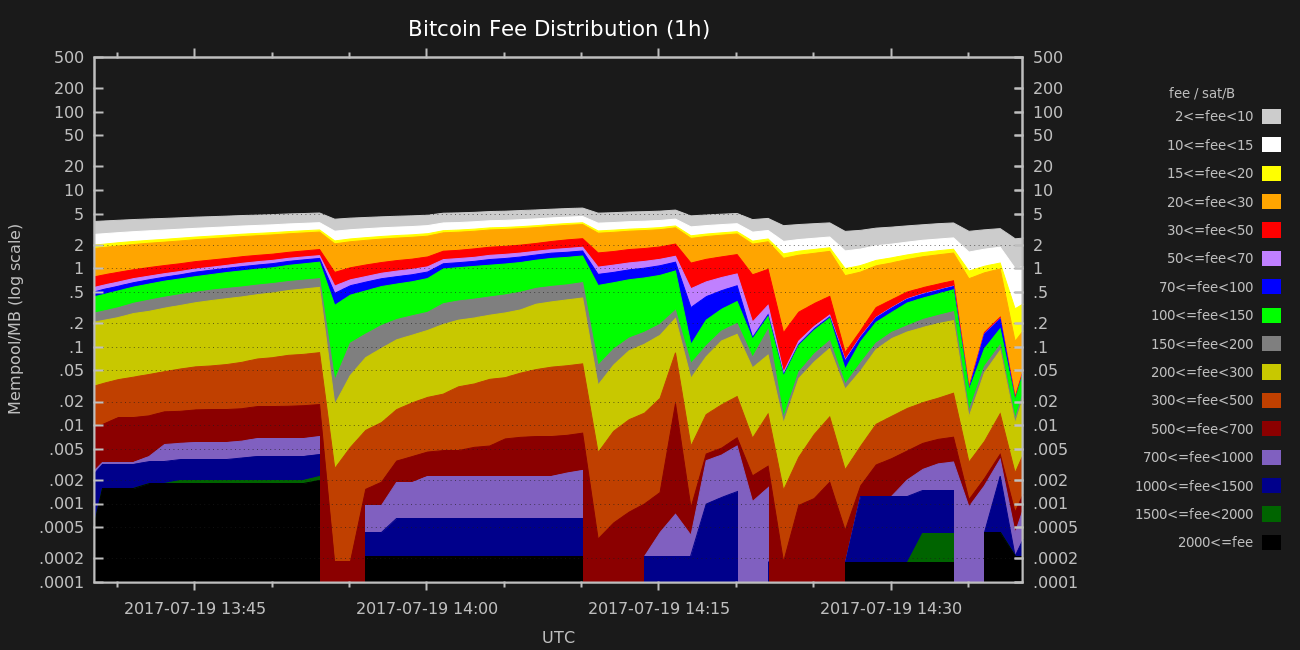 Bitcoin Fee Distribution (1h)
Mempool/MB (log scale)
500
200
100
50
20
10
5
2
1
.5
.2
.1
.05
.02
.01
.005
.002
.001
.0005
.0002
.0001
500
200
100
50
20
10
5
2
1
.5
.2
.1
.05
.02
.01
.005
.002
.001
.0005
.0002
.0001
2017-07-19 13:45
2017-07-19 14:00
2017-07-19 14:15
2017-07-19 14:30
UTC
fee / sat/B
2<=fee<10
10<=fee<15
15<=fee<20
20<=fee<30
30<=fee<50
50<=fee<70
70<=fee<100
100<=fee<150
150<=fee<200
200<=fee<300
300<=fee<500
500<=fee<700
700<=fee<1000
1000<=fee<1500
1500<=fee<2000
2000<=fee